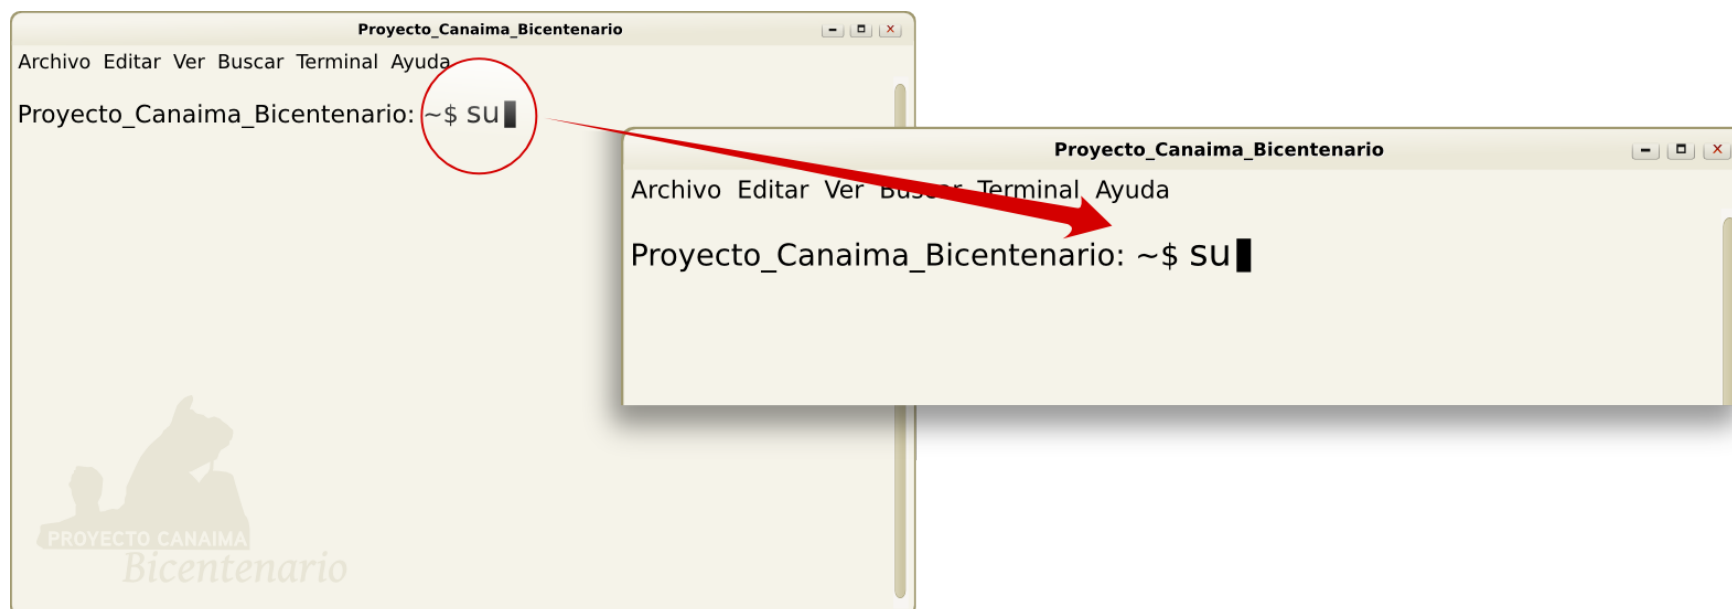 Proyecto_Canaima_Bicentenario
Archivo Editar Ver Buscar Terminal Ayuda
Proyecto_Canaima_Bicentenario: ~$ su
PROYECTO CANAIMA
Bicentenario
Proyecto_Canaima_Bicentenario
Archivo Editar Ver Buscar Terminal Ayuda
Proyecto_Canaima_Bicentenario: ~$ su